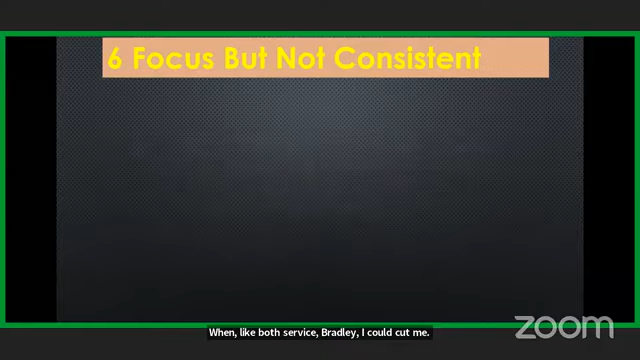 6 Focus But Not Consistent
zoom
When, like both service, Bradley, I could cut me.